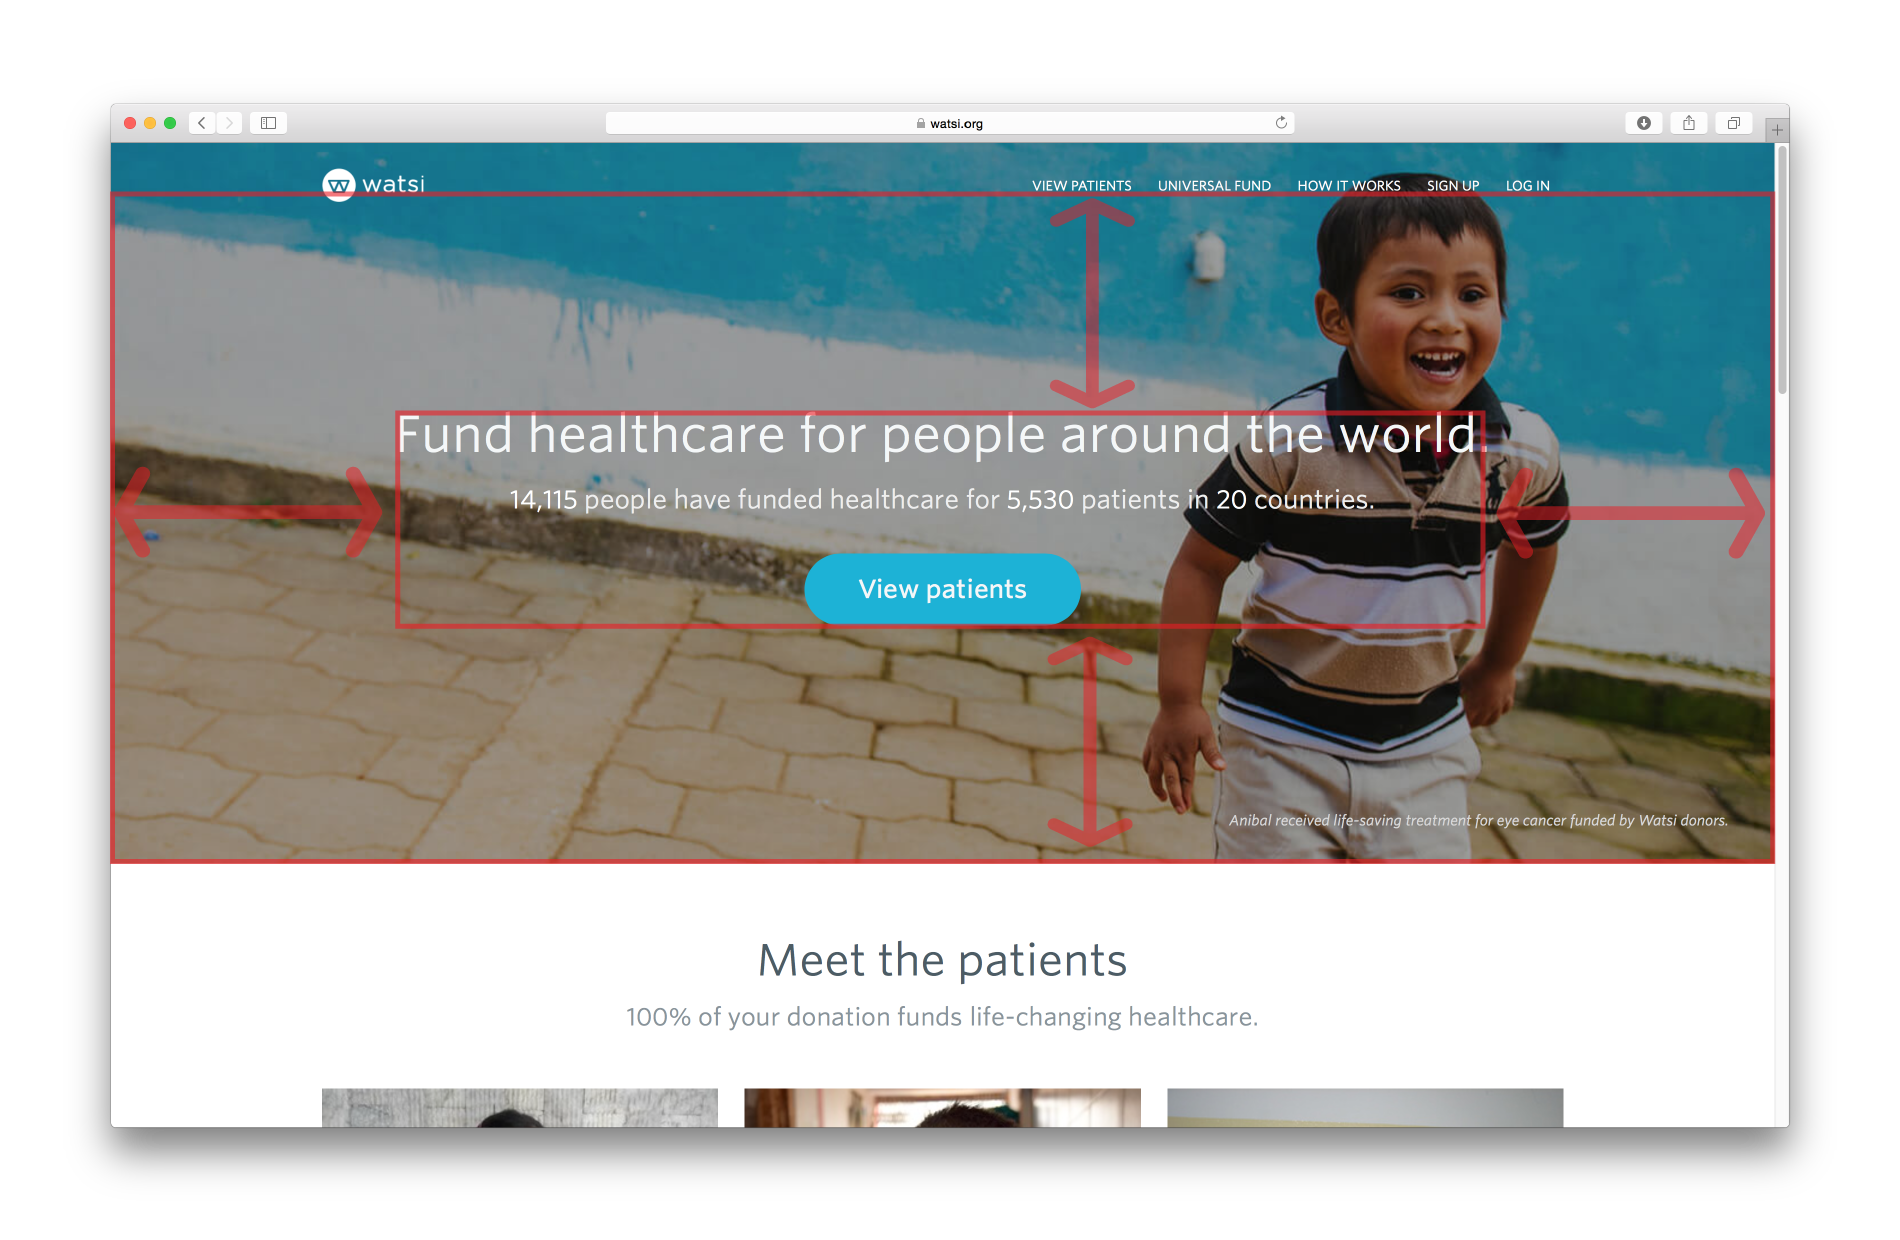 watsi.org
watsi
VIEW PATIENTS UNIVERSAL FUND HOW IT WORKS SIGN UP LOG IN
Fund healthcare for people around the world.
14,115 people have funded healthcare for 5,530 patients in 20 countries.
View patients
Anibal received life-saving treatment for eye cancer funded by Watsi donors.
Meet the patients
100% of your donation funds life-changing healthcare.